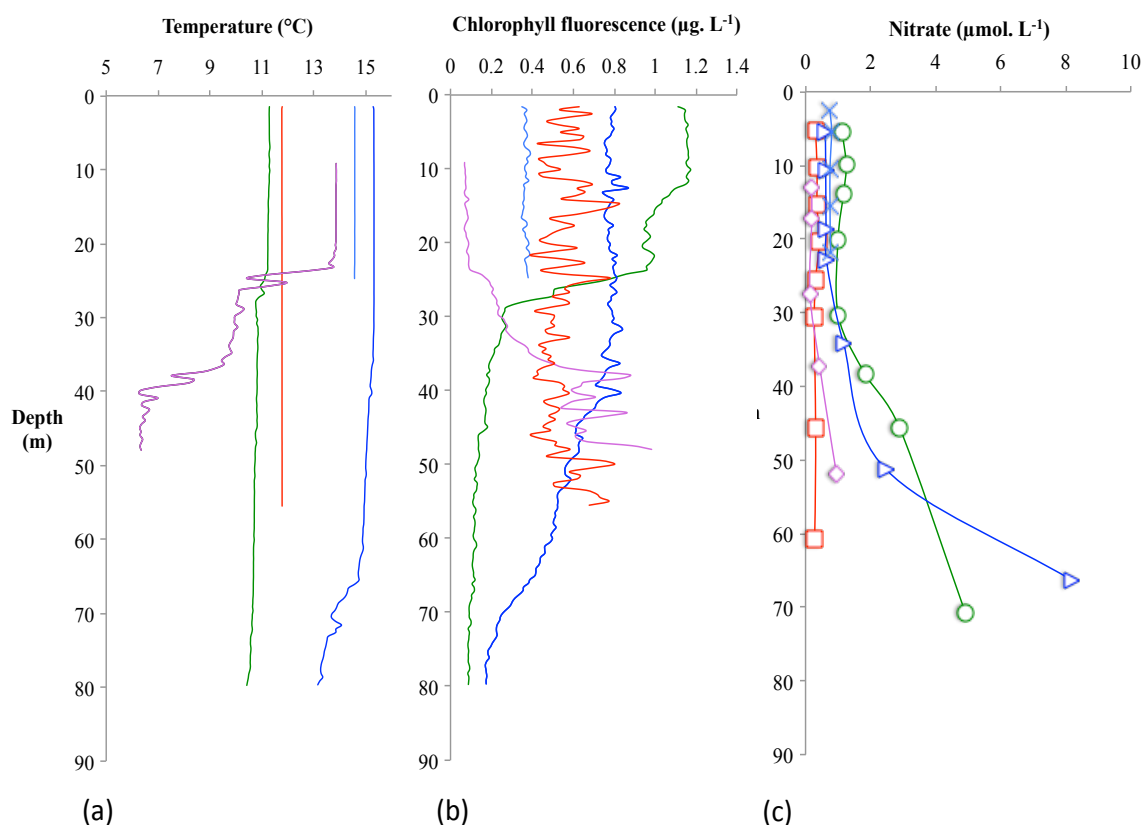 Temperature (°C)
5 7 9 11 13 15
0
10
20
30
40
50
60
70
80
90
Depth
(m)
(a)
Chlorophyll fluorescence (µg. L-1)
0 0.2 0.4 0.6 0.8 1 1.2 1.4
0
10
20
30
40
50
60
70
80
90
(b)
Nitrate (µmol. L-1)
0 2 4 6 8 10
0
10
20
30
40
50
60
70
80
90
(c)